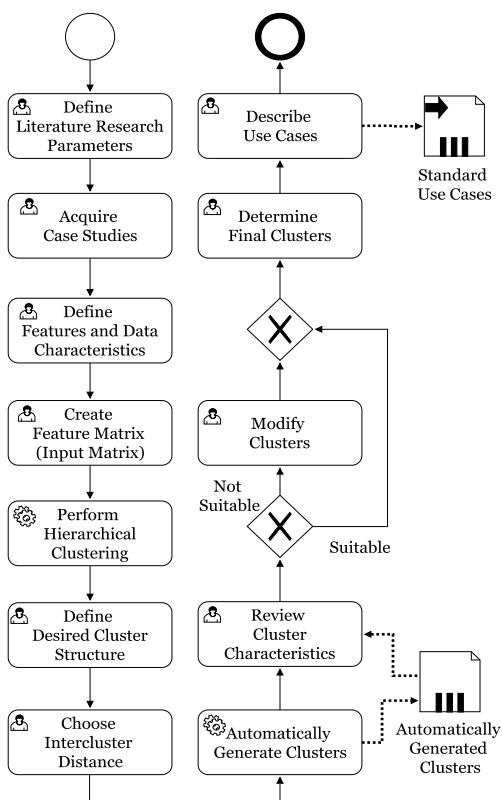 Define
Literature Research
Parameters
Acquire
Case Studies
Define
Features and Data
Characteristics
Create
Feature Matrix
(Input Matrix)
Perform
Hierarchical
Clustering
Define
Desired Cluster
Structure
Choose
Intercluster
Distance
Describe
Use Cases
Standard
Use Cases
Determine
Final Clusters
Modify
Clusters
Not
Suitable
Suitable
Review
Cluster
Characteristics
Automatically
Generate Clusters
Automatically
Generated
Clusters